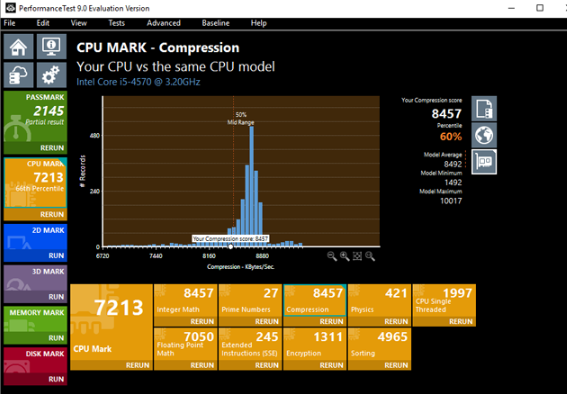 PerformanceTest 9.0 Evaluation Version
File Edit View Tests Advanced Baseline Help
CPU MARK - Compression
Your CPU vs the same CPU model
Intel Core i5-4570 @ 3.20GHz
PASSMARK
2145
Partial result
RERUN
CPU MARK
7213
66th Percentile
RERUN
2D MARK
RUN
3D MARK
RUN
MEMORY MARK
RUN
DISK MARK
RUN
# Records
480
240
0
50%
Mid Range
Your Compression score: 8457
6720 7440 8160 8880
Compression - KBytes/Sec.
Your Compression score
8457
Percentile
60%
Model Average
8492
Model Minimum
1492
Model Maximum
10017
7213
CPU Mark
RERUN
8457
Integer Math
RERUN
27
Prime Numbers
RERUN
8457
Compression
RERUN
421
Physics
RERUN
1997
CPU Single Threaded
RERUN
7050
Floating Point Math
RERUN
245
Extended Instructions (SSE)
RERUN
1311
Encryption
RERUN
4965
Sorting
RERUN